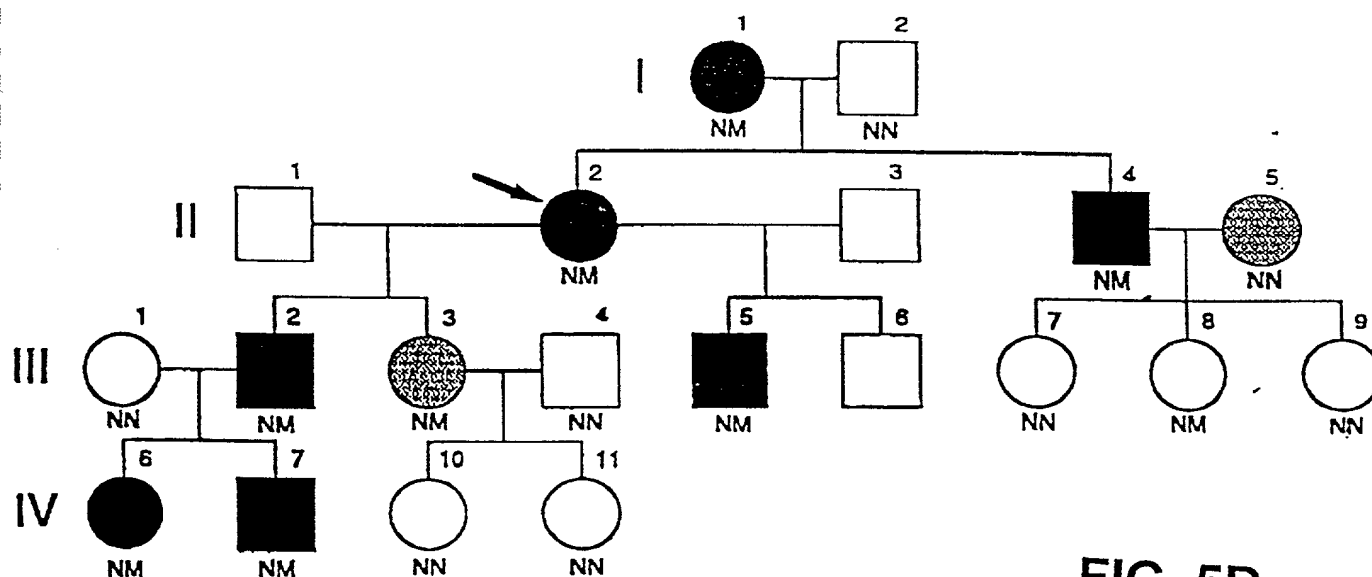 1 2
I
NM NN
1 2 3 4 5
II
NM NM NN
1 2 3 4 5 6 7 8 9
III
NN NM NM NN NM NN NM NN
6 7 10 11
IV
NM NM NN NN
FIG. 5B